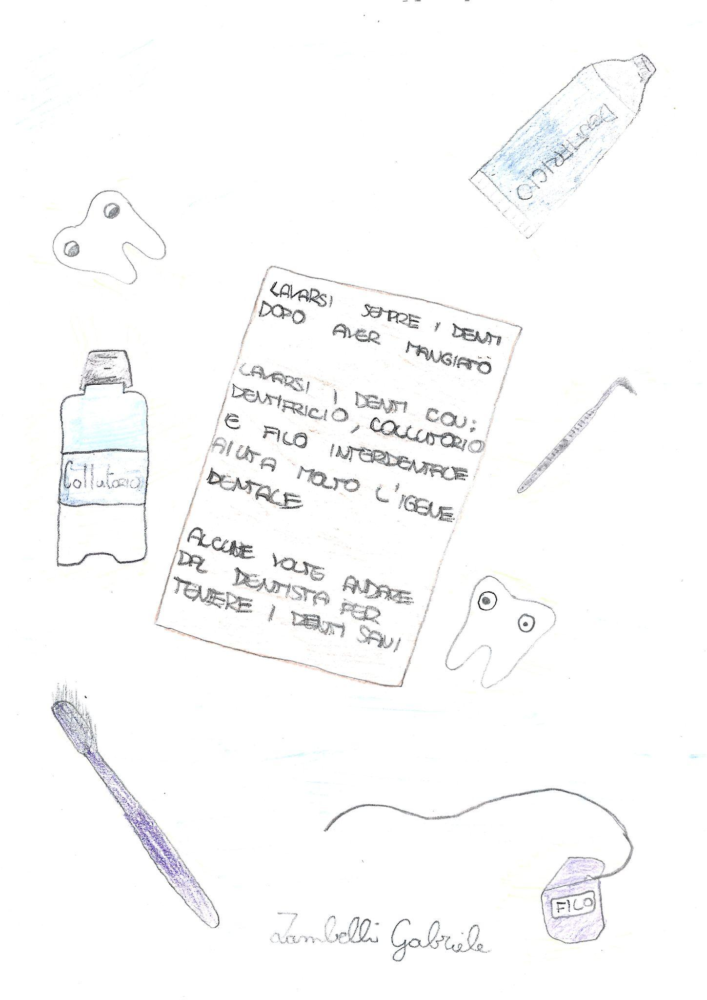 DENTIFRICIO
LAVARSI SEMPRE I DENTI
DOPO AVER MANGIATO
LAVARSI I DENTI CON:
DENTIFRICIO, COLLUTORIO
E FILO INTERDENTALE
AIUTA MOLTO L'IGENE
DENTALE
Collutorio
ALCUNE VOLTE ANDARE
DAL DENTISTA PER
TENERE I DENTI SANI
FILO
Zambelli Gabriele